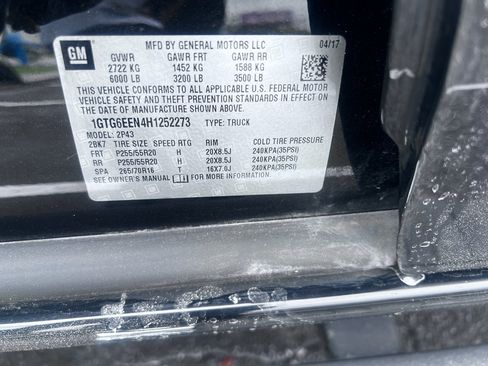 GM
MFD BY GENERAL MOTORS LLC 04/17
GVWR GAWR FRT GAWR RR
2722 KG 1452 KG 1588 KG
6000 LB 3200 LB 3500 LB
THIS VEHICLE CONFORMS TO ALL APPLICABLE U.S. FEDERAL MOTOR
VEHICLE SAFETY AND THEFT PREVENTION STANDARDS IN EFFECT ON
THE DATE OF MANUFACTURE SHOWN ABOVE.
1GTG6EEN4H1252273 TYPE: TRUCK
MODEL: 2P43
2BK7 TIRE SIZE SPEED RTG RIM COLD TIRE PRESSURE
FRT P255/55R20 H 20X8.5J 240KPA(35PSI)
RR P255/55R20 H 20X8.5J 240KPA(35PSI)
SPA 265/70R16 T 16X7.0J 240KPA(35PSI)
SEE OWNER'S MANUAL FOR MORE INFORMATION.